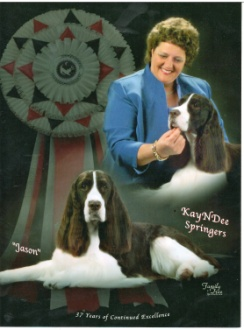 KayNDee
Springers
"Jason"
37 Years of Continued Excellence